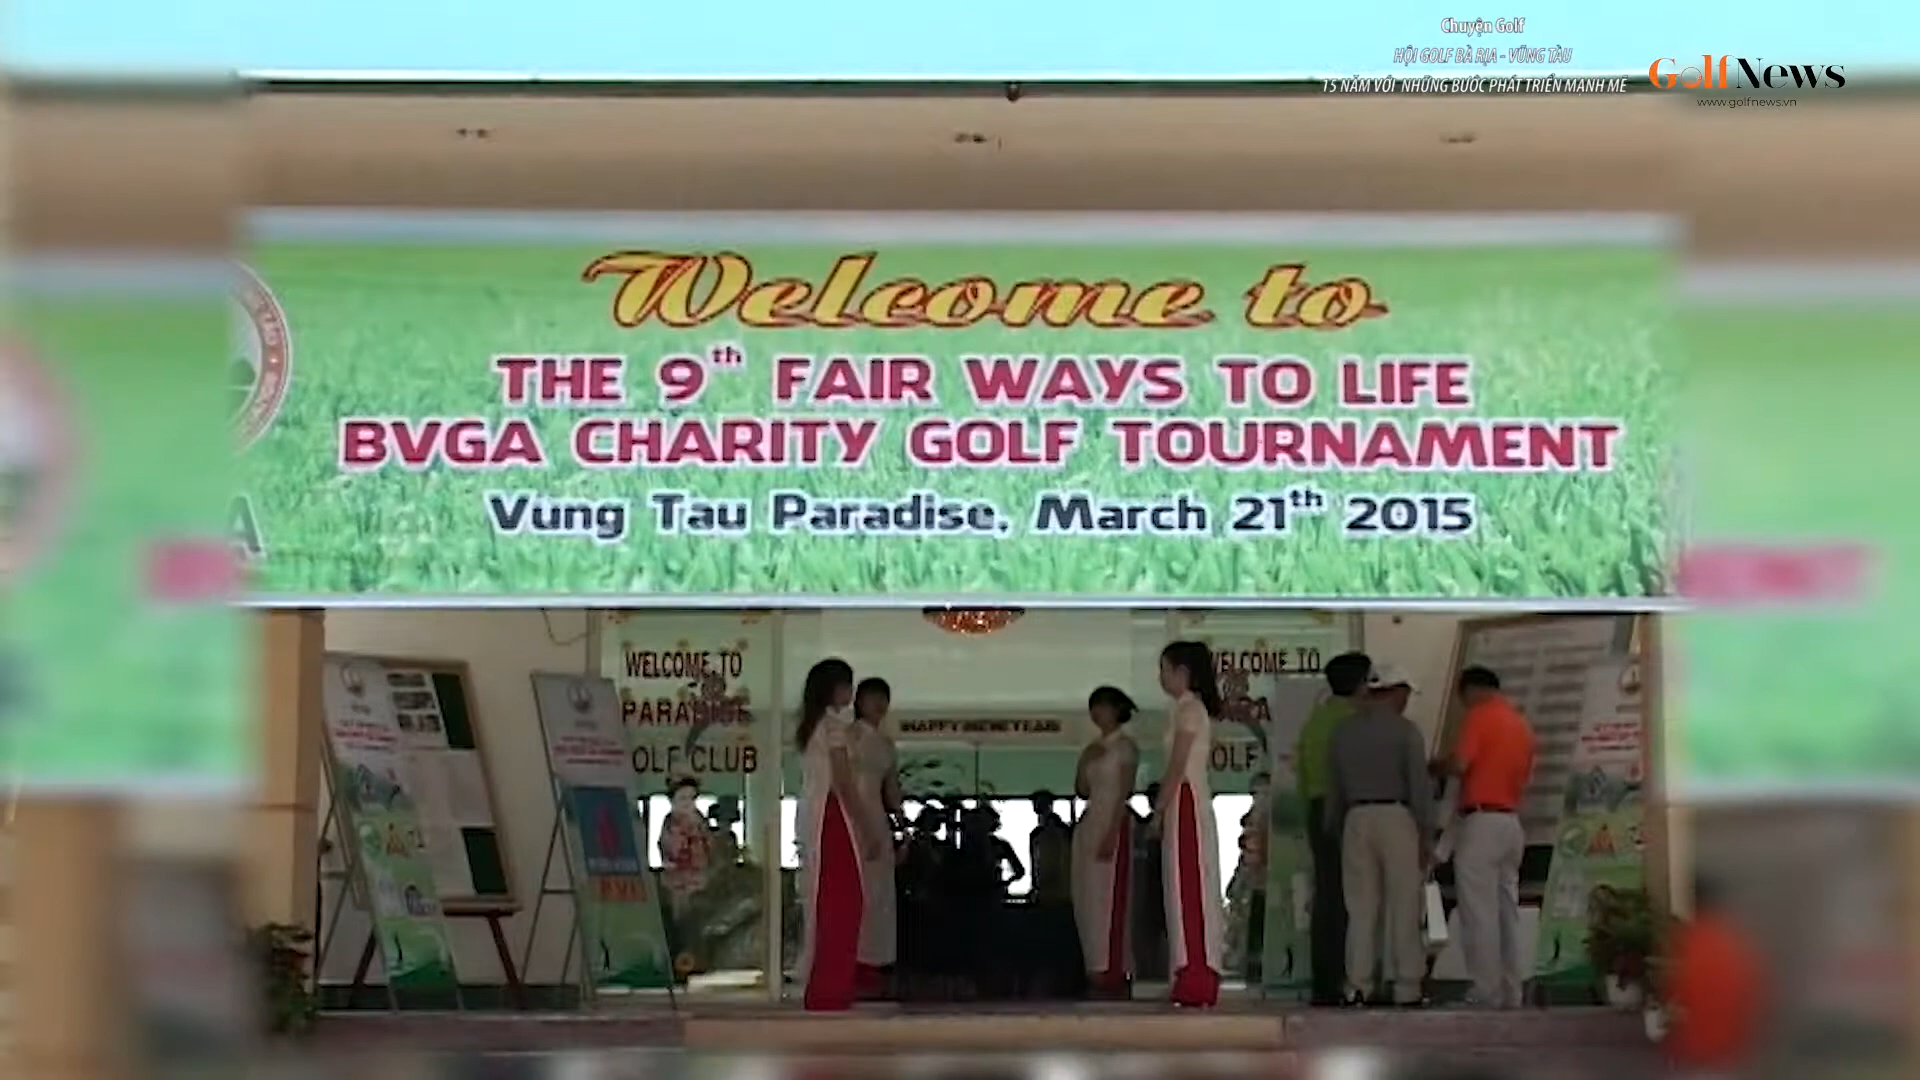 Chuyện Golf
HỘI GOLF BÀ RỊA - VŨNG TÀU
15 NĂM VỚI NHỮNG BƯỚC PHÁT TRIỂN MẠNH MẼ
GolfNews
www.golfnews.vn
Welcome to
THE 9th FAIR WAYS TO LIFE
BVGA CHARITY GOLF TOURNAMENT
Vung Tau Paradise, March 21th 2015
WELCOME TO
PARADISE
OLF CLUB
WELCOME TO
HAPPY NEW YEAR